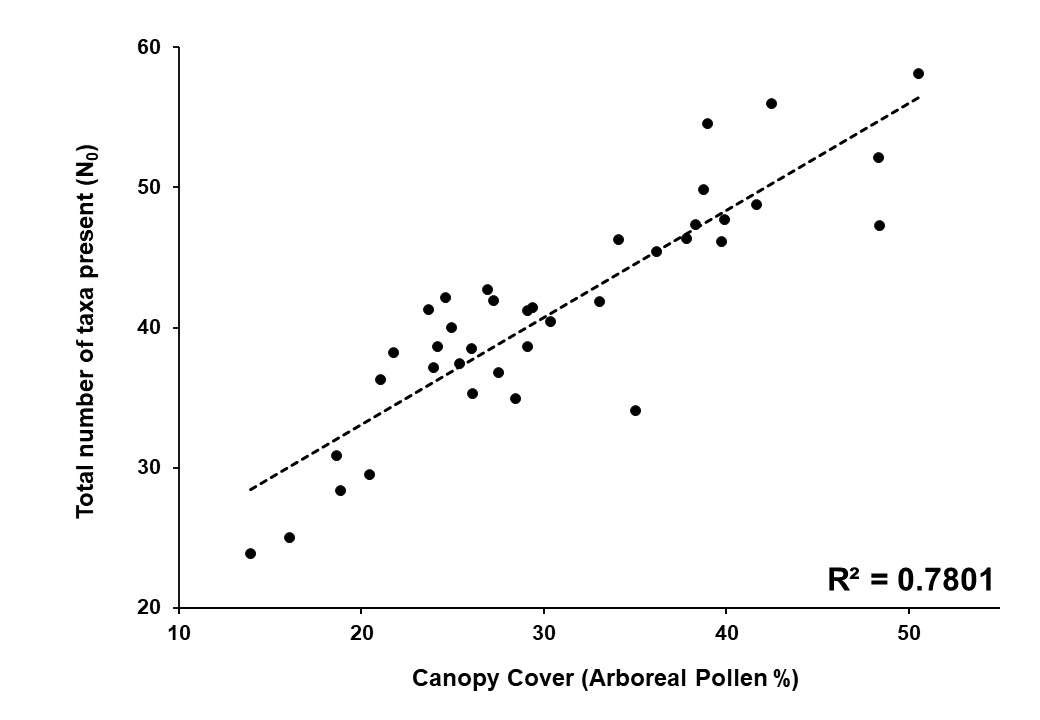 60
50
40
30
20
Total number of taxa present (N₀)
R² = 0.7801
10 20 30 40 50
Canopy Cover (Arboreal Pollen %)